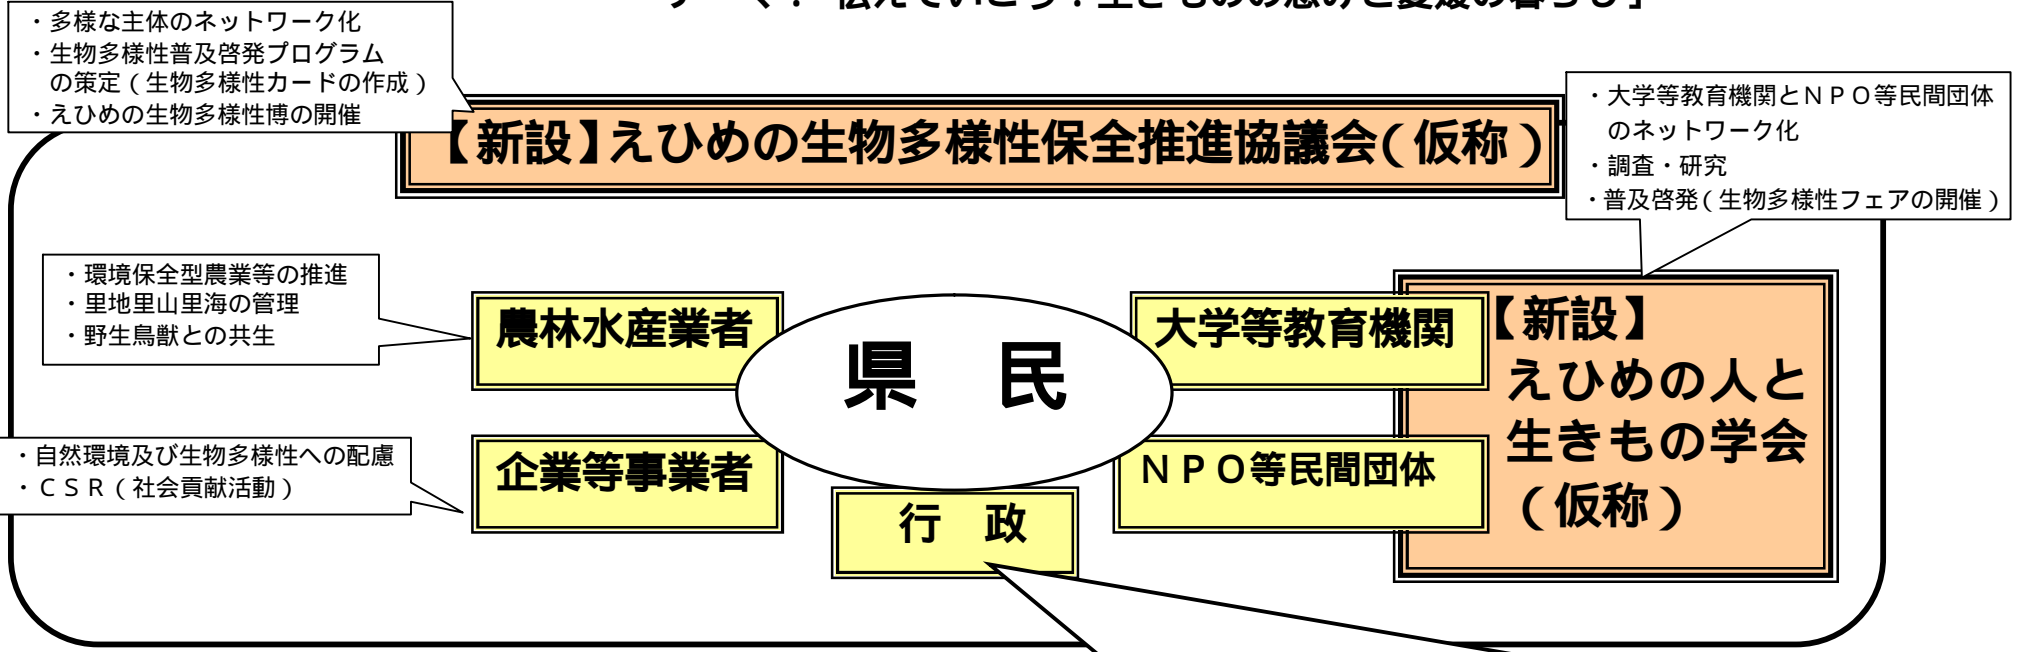 ・多様な主体のネットワーク化
・生物多様性普及啓発プログラム
の策定（生物多様性カードの作成）
・えひめの生物多様性博の開催
【新設】えひめの生物多様性保全推進協議会（仮称）
・大学等教育機関とＮＰＯ等民間団体
のネットワーク化
・調査・研究
・普及啓発（生物多様性フェアの開催）
・環境保全型農業等の推進
・里地里山里海の管理
・野生鳥獣との共生
農林水産業者
県　民
大学等教育機関
【新設】
えひめの人と
生きもの学会
（仮称）
・自然環境及び生物多様性への配慮
・ＣＳＲ（社会貢献活動）
企業等事業者
ＮＰＯ等民間団体
行　政